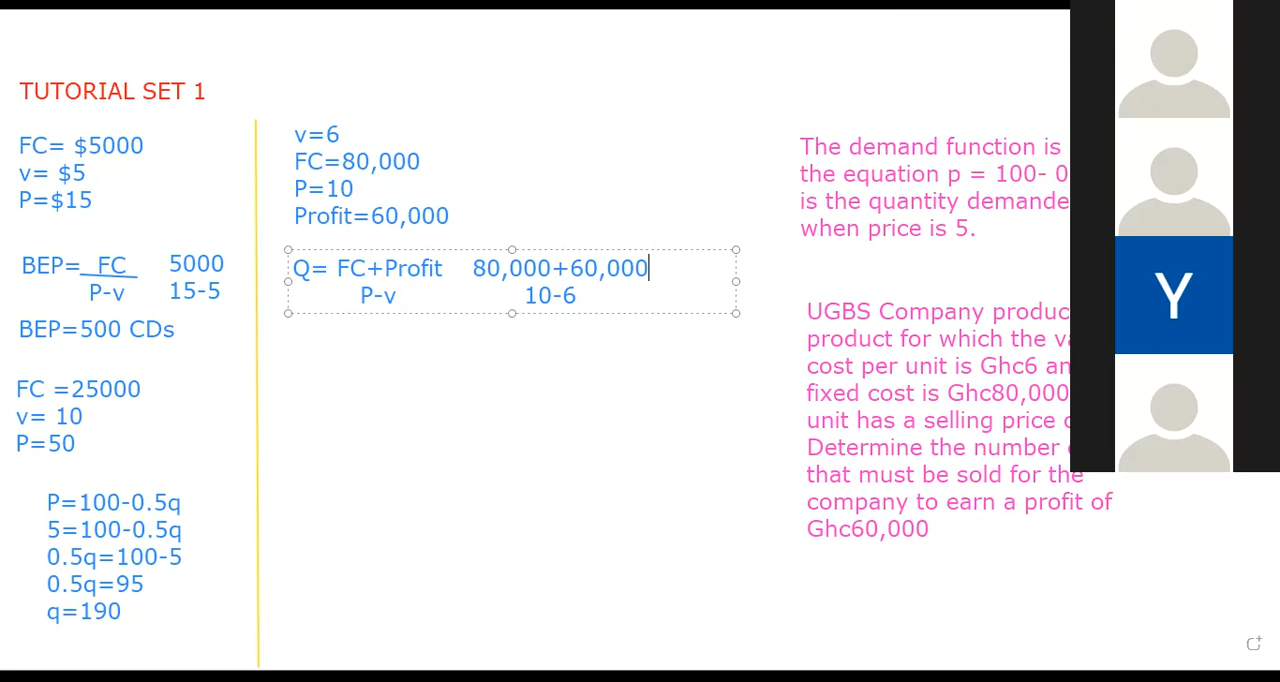 TUTORIAL SET 1
FC= $5000
v= $5
P=$15
BEP= FC 5000
P-v 15-5
BEP=500 CDs
FC =25000
v= 10
P=50
P=100-0.5q
5=100-0.5q
0.5q=100-5
0.5q=95
q=190
v=6
FC=80,000
P=10
Profit=60,000
Q= FC+Profit 80,000+60,000
P-v 10-6
The demand function is
the equation p = 100- 0
is the quantity
when price is 5.
UGBS Company
product for which the
cost per unit is Ghc6
fixed cost is Ghc80,000
unit has a selling price
Determine the number
that must be sold for the
company to earn a profit of
Ghc60,000
Y